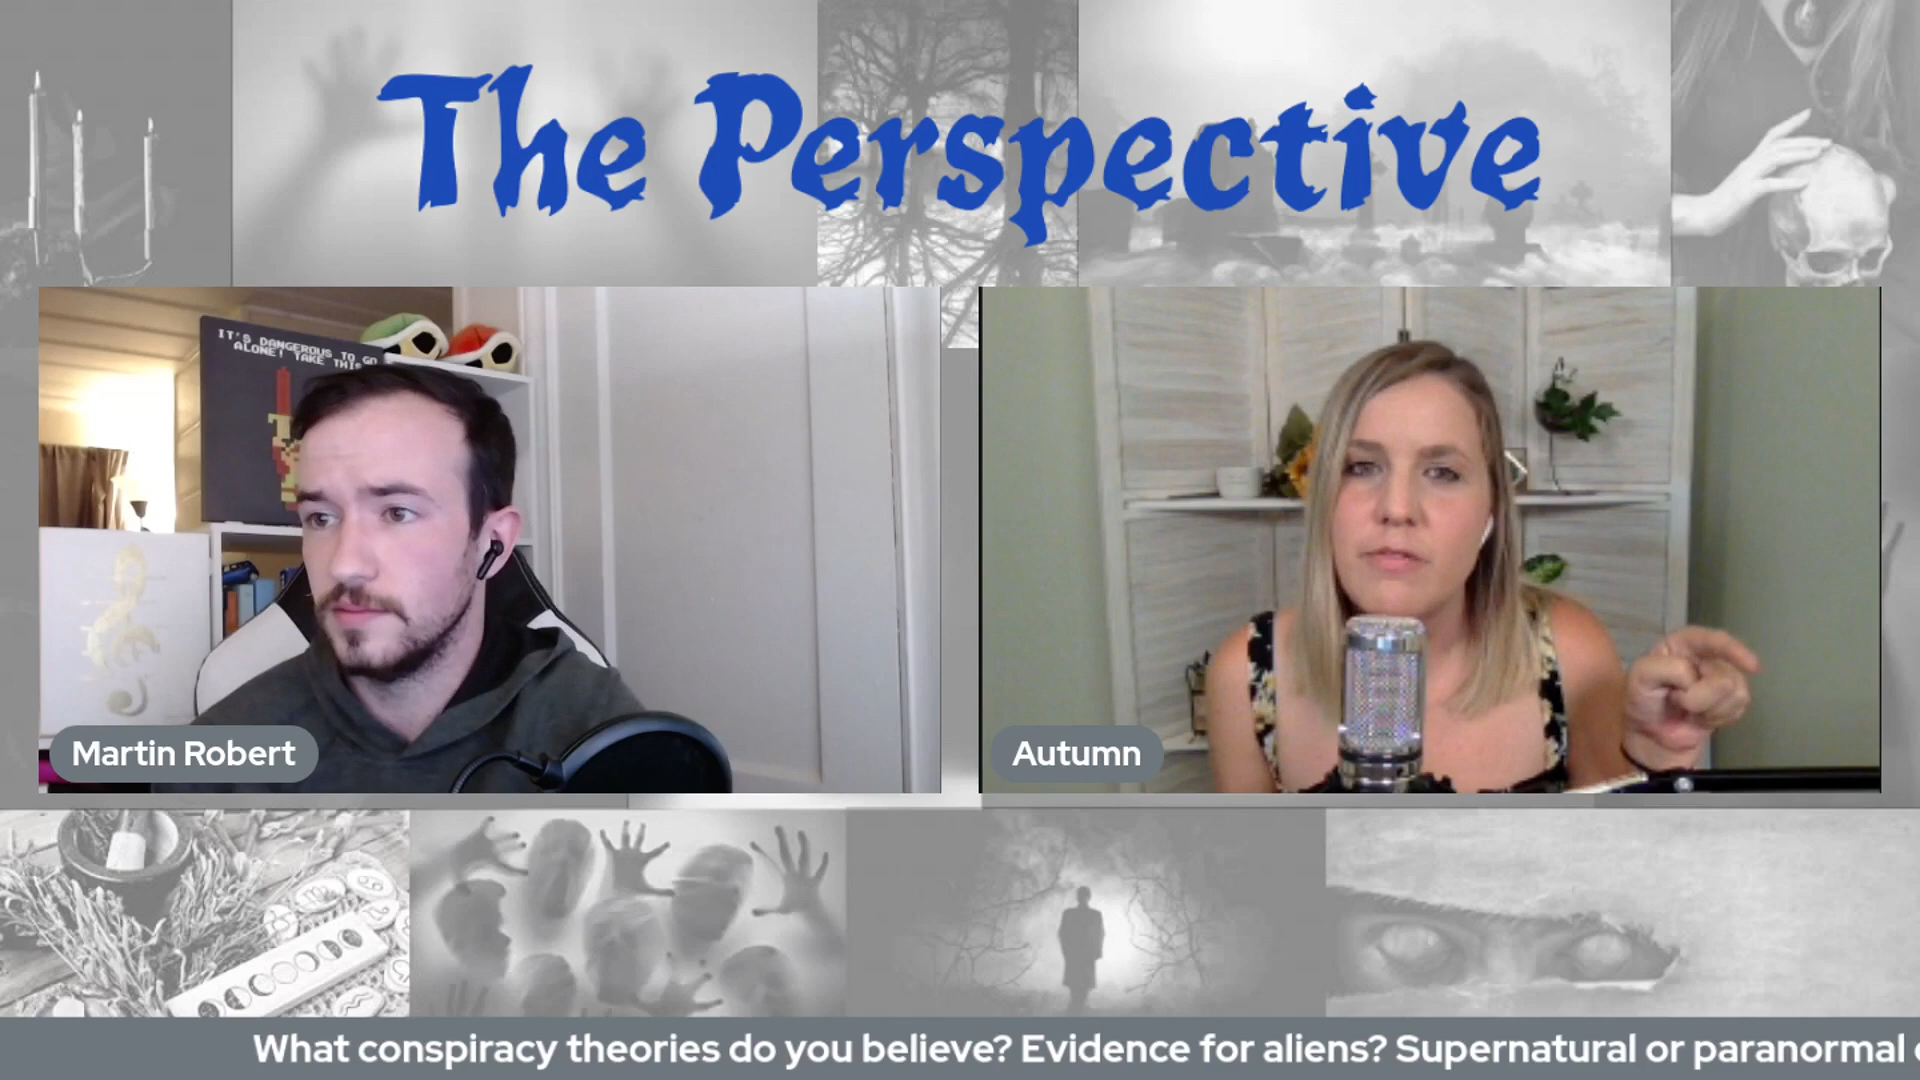 The Perspective
IT'S DANGEROUS TO GO
ALONE! TAKE THIS
Martin Robert
Autumn
What conspiracy theories do you believe? Evidence for aliens? Supernatural or paranormal